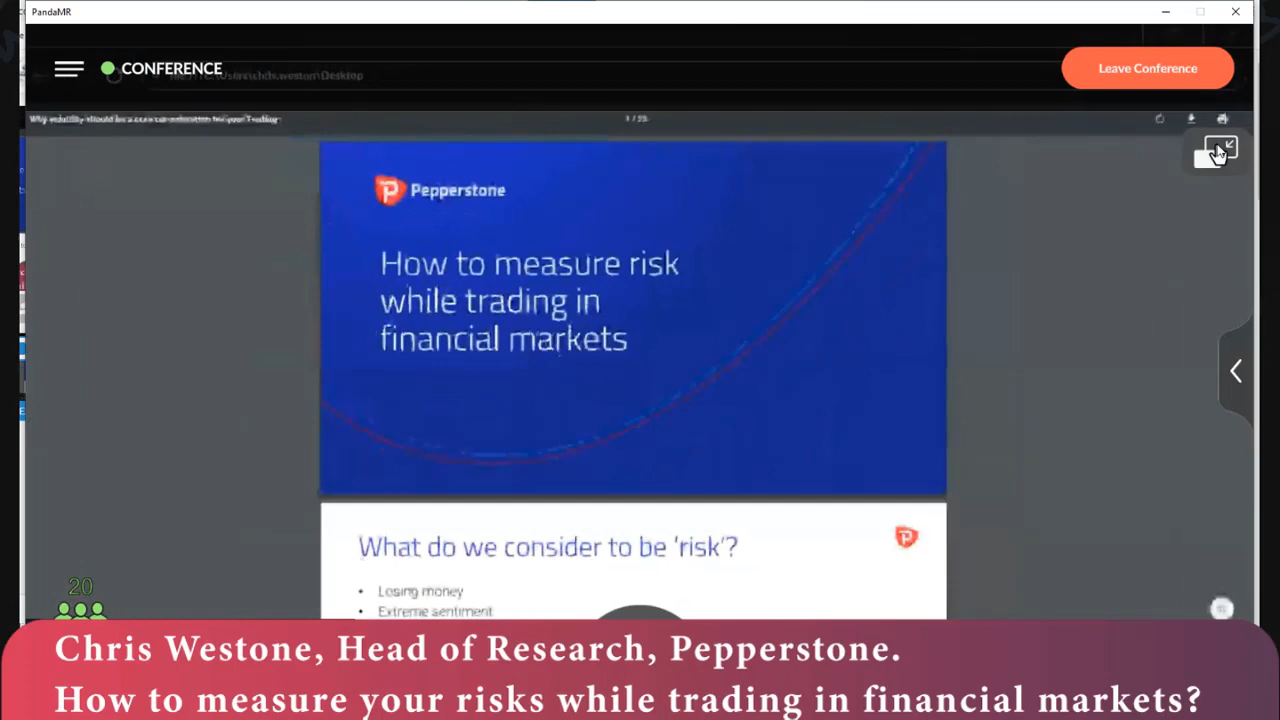 PandaMR
CONFERENCE
Leave Conference
Pepperstone
How to measure risk
while trading in
financial markets
What do we consider to be 'risk'?
• Losing money
• Extreme sentiment
20
Chris Westone, Head of Research, Pepperstone.
How to measure your risks while trading in financial markets?